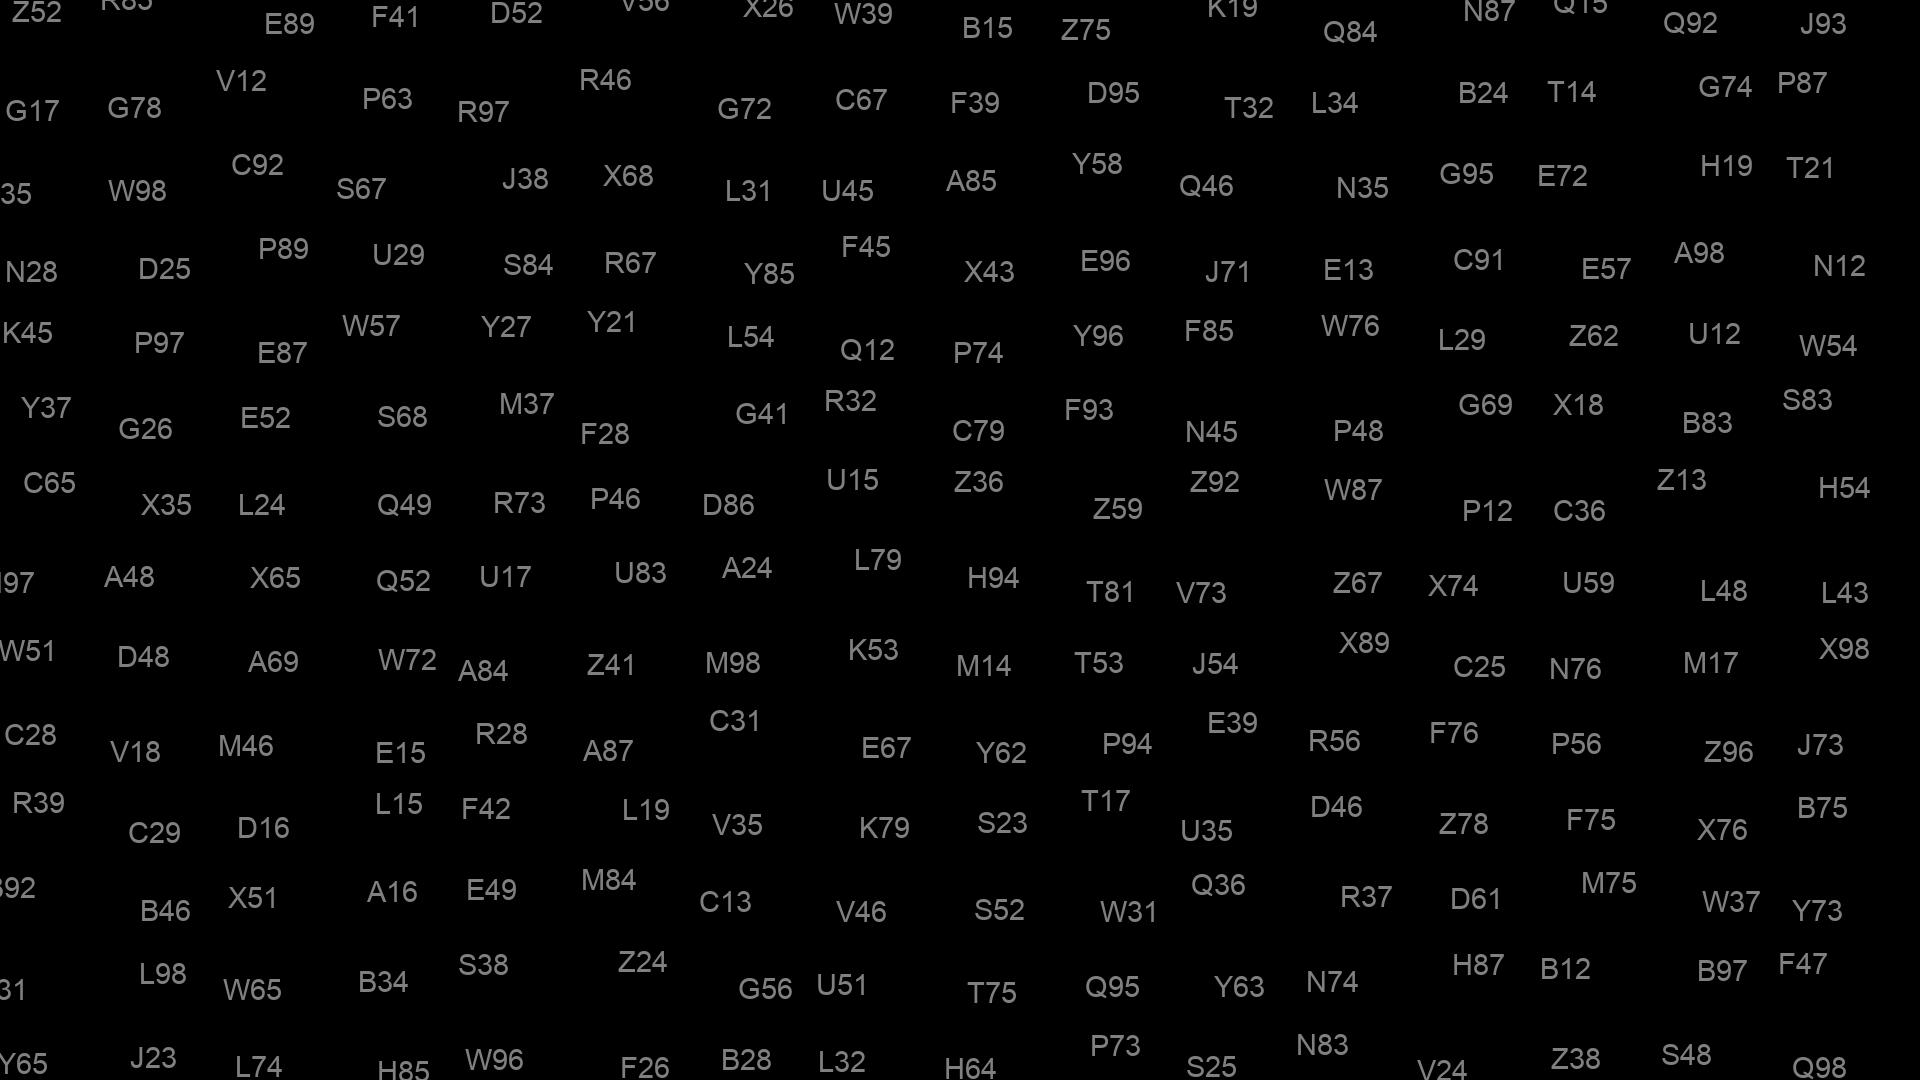 Z52 R85 E89 F41 D52 V56 X26 W39 B15 Z75 K19 Q84 N87 Q15 Q92 J93
G17 G78 V12 P63 R97 R46 G72 C67 F39 D95 T32 L34 B24 T14 G74 P87
35 W98 C92 S67 J38 X68 L31 U45 A85 Y58 Q46 N35 G95 E72 H19 T21
N28 D25 P89 U29 S84 R67 Y85 F45 X43 E96 J71 E13 C91 E57 A98 N12
K45 P97 E87 W57 Y27 Y21 L54 Q12 P74 Y96 F85 W76 L29 Z62 U12 W54
Y37 G26 E52 S68 M37 F28 G41 R32 C79 F93 N45 P48 G69 X18 B83 S83
C65 X35 L24 Q49 R73 P46 D86 U15 Z36 Z59 Z92 W87 P12 C36 Z13 H54
97 A48 X65 Q52 U17 U83 A24 L79 H94 T81 V73 Z67 X74 U59 L48 L43
W51 D48 A69 W72 A84 Z41 M98 K53 M14 T53 J54 X89 C25 N76 M17 X98
C28 V18 M46 E15 R28 A87 C31 E67 Y62 P94 E39 R56 F76 P56 Z96 J73
R39 C29 D16 L15 F42 L19 V35 K79 S23 T17 U35 D46 Z78 F75 X76 B75
92 B46 X51 A16 E49 M84 C13 V46 S52 W31 Q36 R37 D61 M75 W37 Y73
31 L98 W65 B34 S38 Z24 G56 U51 T75 Q95 Y63 N74 H87 B12 B97 F47
Y65 J23 L74 H85 W96 F26 B28 L32 H64 P73 S25 N83 V24 Z38 S48 Q98